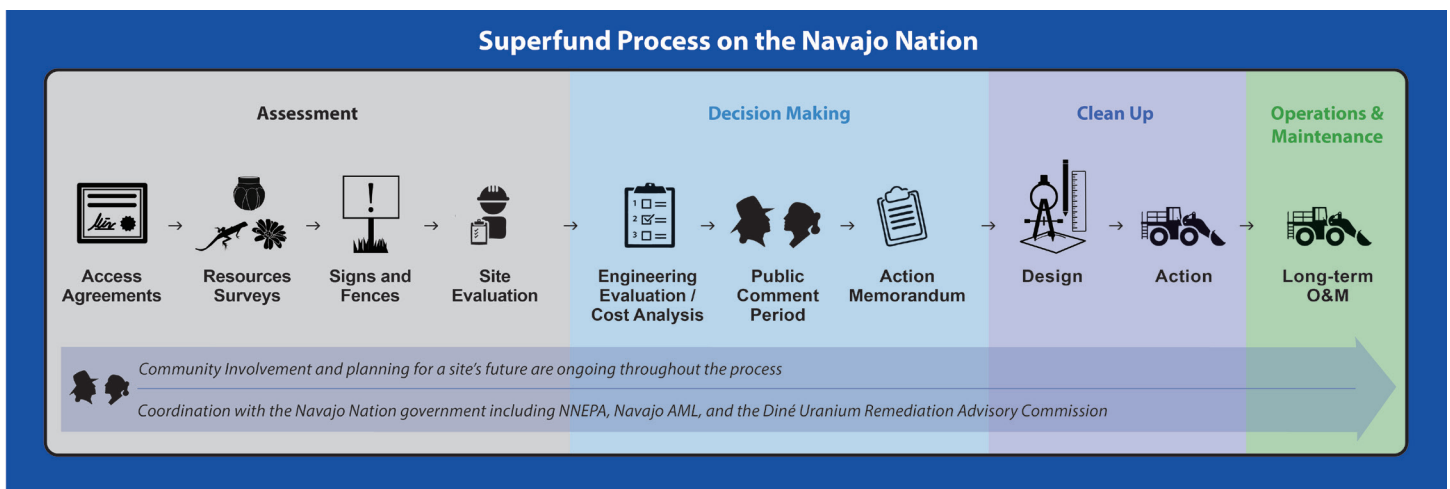 Superfund Process on the Navajo Nation
Assessment
Decision Making
Clean Up
Operations &
Maintenance
!
1
2
3
Access
Agreements
Resources
Surveys
Signs and
Fences
Site
Evaluation
Engineering
Evaluation /
Cost Analysis
Public
Comment
Period
Action
Memorandum
Design
Action
Long-term
O&M
Community Involvement and planning for a site's future are ongoing throughout the process
Coordination with the Navajo Nation government including NNEPA, Navajo AML, and the Diné Uranium Remediation Advisory Commission